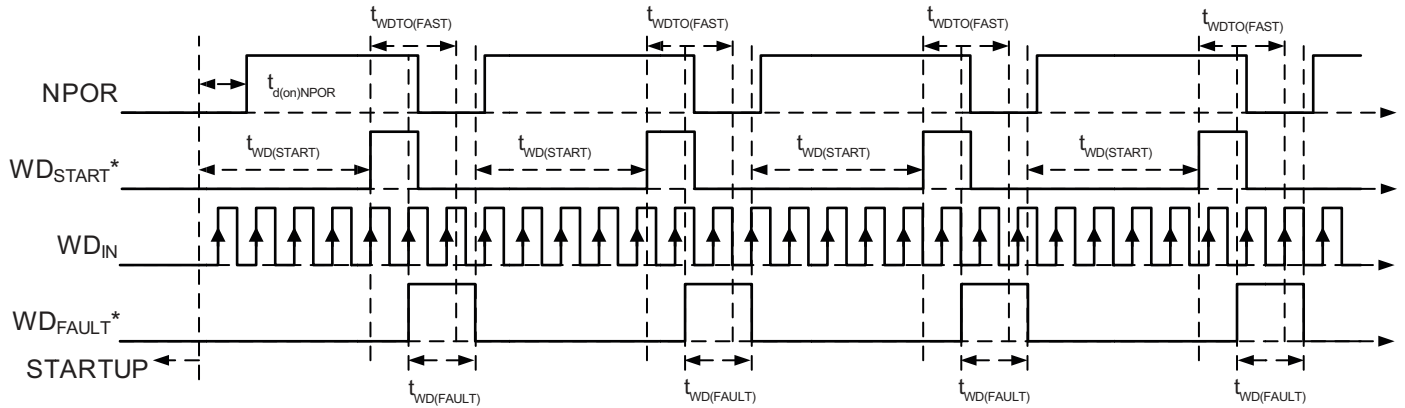 tWDTO(FAST) tWDTO(FAST) tWDTO(FAST) tWDTO(FAST)
NPOR
td(on)NPOR
WDSTART*
tWD(START) tWD(START) tWD(START) tWD(START)
WDIN
WDFAULT*
STARTUP
tWD(FAULT) tWD(FAULT) tWD(FAULT) tWD(FAULT)